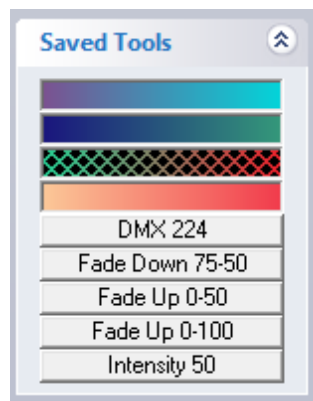 Saved Tools
DMX 224
Fade Down 75-50
Fade Up 0-50
Fade Up 0-100
Intensity 50